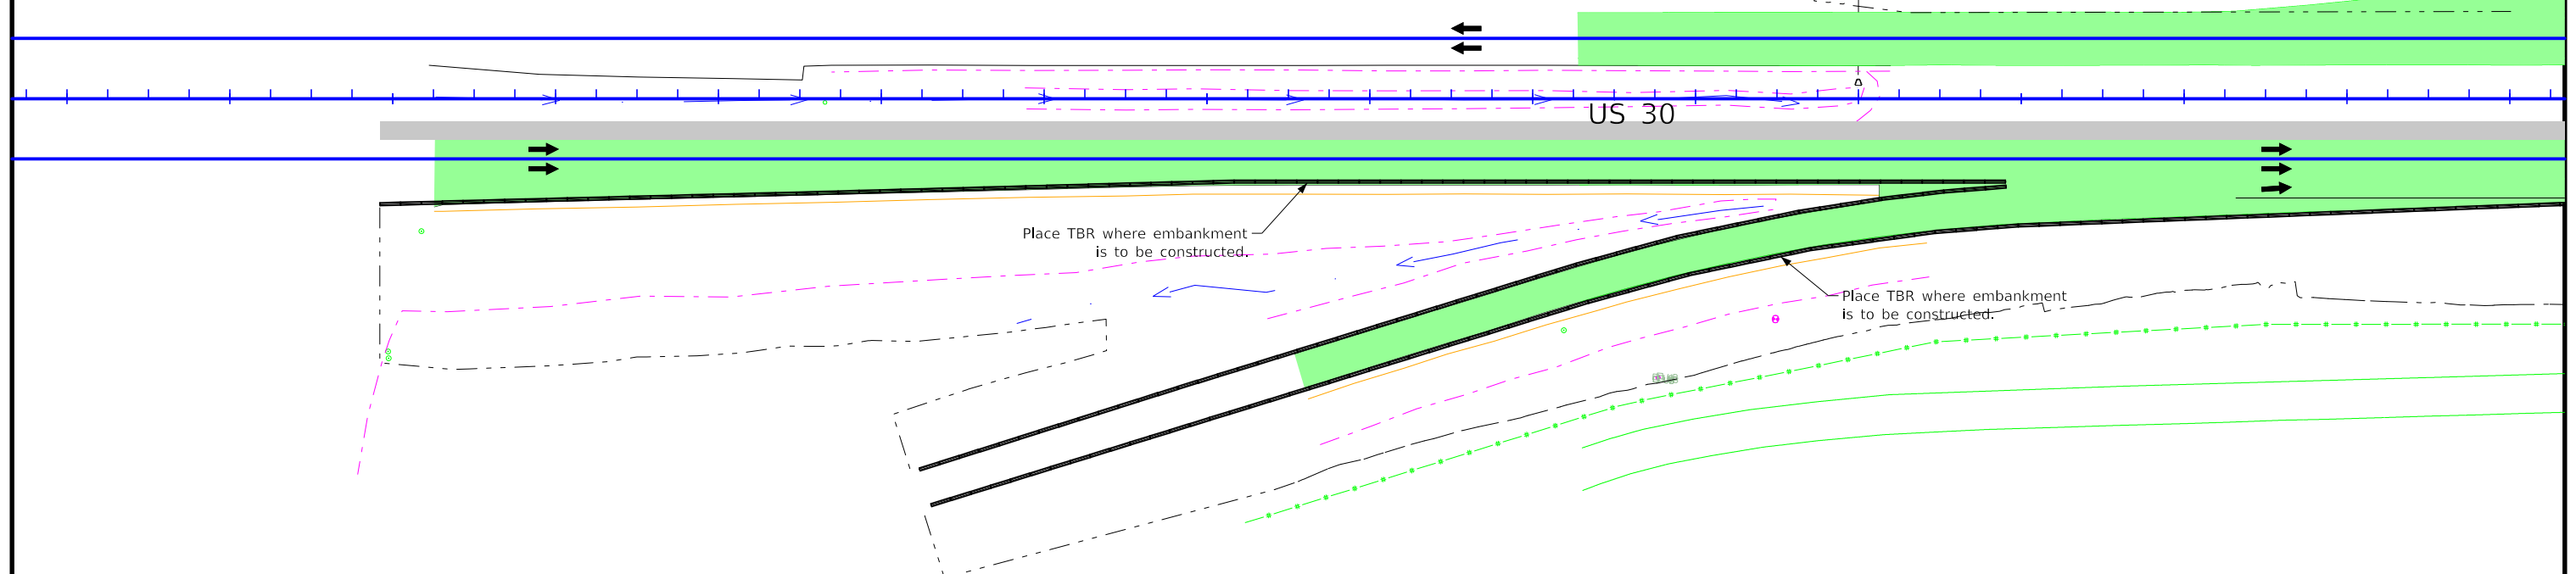 US 30
Place TBR where embankment
is to be constructed.
Place TBR where embankment
is to be constructed.